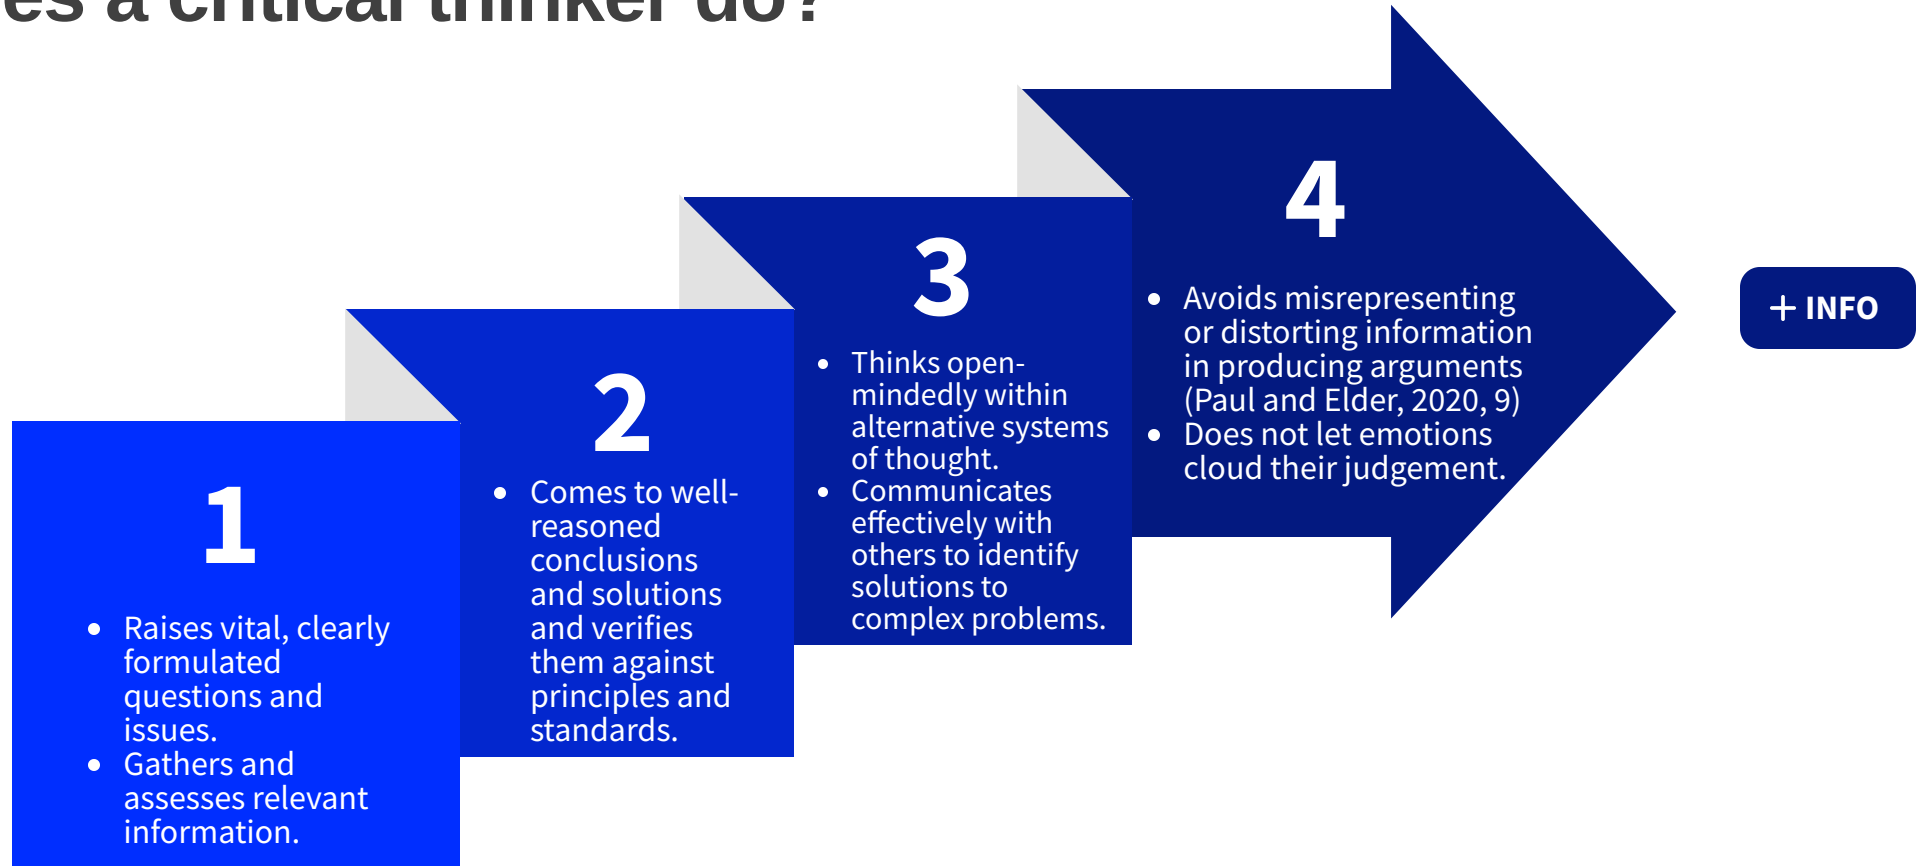 es a critical thinker do?
1
• Raises vital, clearly
formulated
questions and
issues.
• Gathers and
assesses relevant
information.
2
• Comes to well-
reasoned
conclusions
and solutions
and verifies
them against
principles and
standards.
3
• Thinks open-
mindedly within
alternative systems
of thought.
• Communicates
effectively with
others to identify
solutions to
complex problems.
4
• Avoids misrepresenting
or distorting information
in producing arguments
(Paul and Elder, 2020, 9)
• Does not let emotions
cloud their judgement.
+ INFO